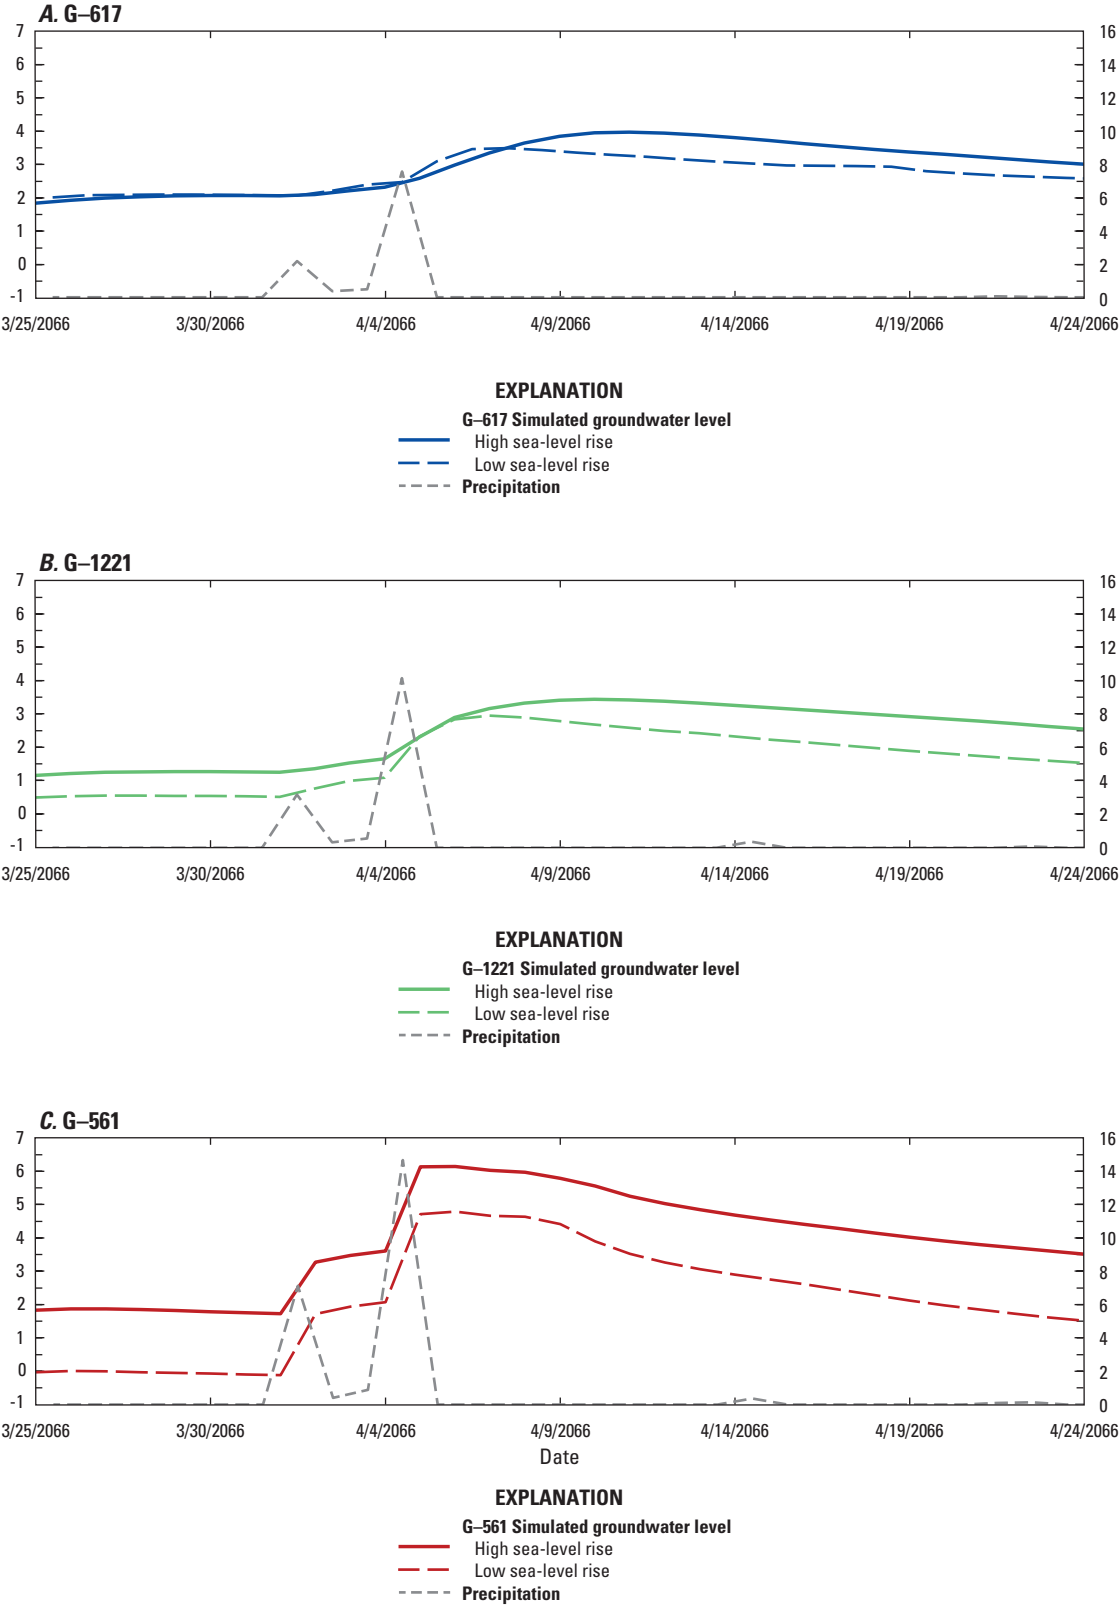 A. G–617
7
6
5
4
3
2
1
0
-1
16
14
12
10
8
6
4
2
0
3/25/2066 3/30/2066 4/4/2066 4/9/2066 4/14/2066 4/19/2066 4/24/2066
EXPLANATION
G–617 Simulated groundwater level
High sea-level rise
Low sea-level rise
Precipitation
B. G–1221
7
6
5
4
3
2
1
0
-1
16
14
12
10
8
6
4
2
0
3/25/2066 3/30/2066 4/4/2066 4/9/2066 4/14/2066 4/19/2066 4/24/2066
EXPLANATION
G–1221 Simulated groundwater level
High sea-level rise
Low sea-level rise
Precipitation
C. G–561
7
6
5
4
3
2
1
0
-1
16
14
12
10
8
6
4
2
0
3/25/2066 3/30/2066 4/4/2066 4/9/2066 4/14/2066 4/19/2066 4/24/2066
Date
EXPLANATION
G–561 Simulated groundwater level
High sea-level rise
Low sea-level rise
Precipitation